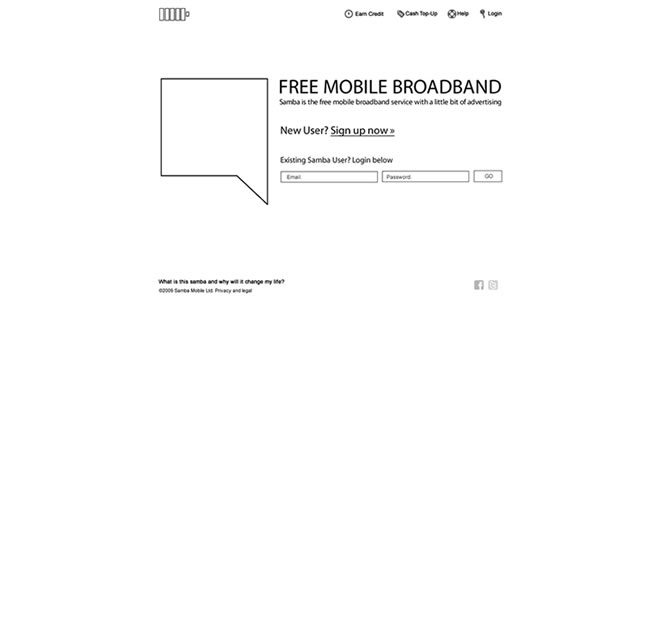 Earn Credit Cash Top-Up Help Login
FREE MOBILE BROADBAND
Samba is the free mobile broadband service with a little bit of advertising
New User? Sign up now »
Existing Samba User? Login below
Email Password GO
What is this samba and why will it change my life?
©2009 Samba Mobile Ltd. Privacy and legal